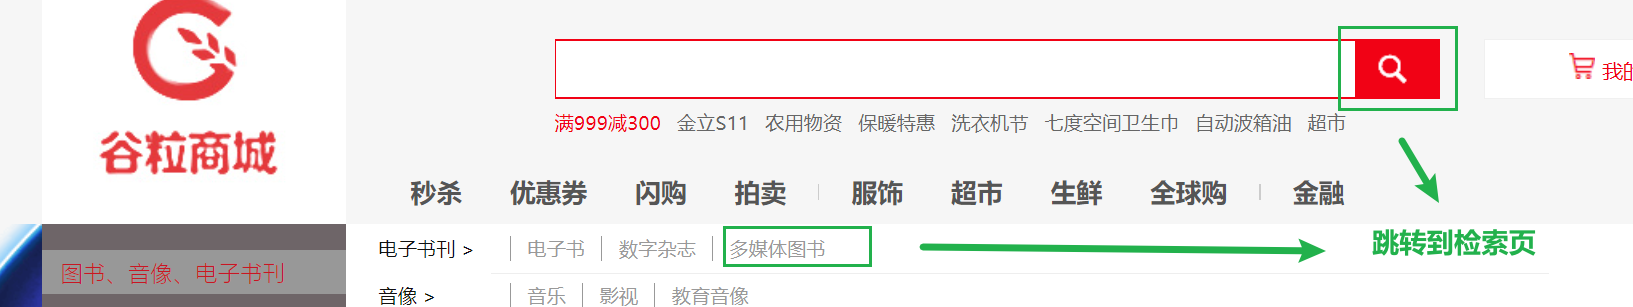 谷粒商城
我的
满999减300 金立S11 农用物资 保暖特惠 洗衣机节 七度空间卫生巾 自动波箱油 超市
秒杀 优惠券 闪购 拍卖 服饰 超市 生鲜 全球购 金融
图书、音像、电子书刊
电子书刊 > 电子书 数字杂志 多媒体图书
跳转到检索页
音像 > 音乐 影视 教育音像